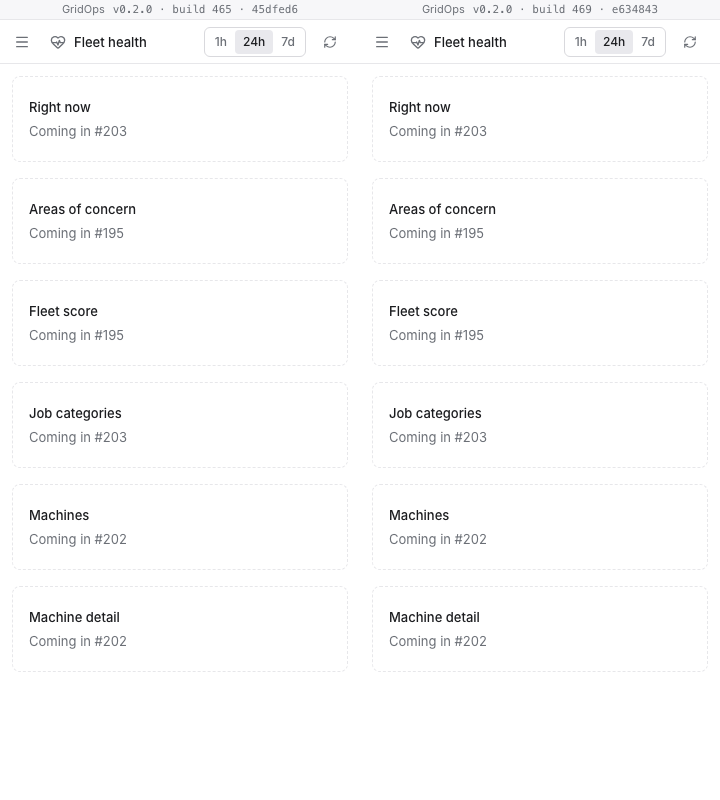 GridOps v0.2.0 · build 465 · 45dfed6
Fleet health
1h 24h 7d
Right now
Coming in #203
Areas of concern
Coming in #195
Fleet score
Coming in #195
Job categories
Coming in #203
Machines
Coming in #202
Machine detail
Coming in #202
GridOps v0.2.0 · build 469 · e634843
Fleet health
1h 24h 7d
Right now
Coming in #203
Areas of concern
Coming in #195
Fleet score
Coming in #195
Job categories
Coming in #203
Machines
Coming in #202
Machine detail
Coming in #202